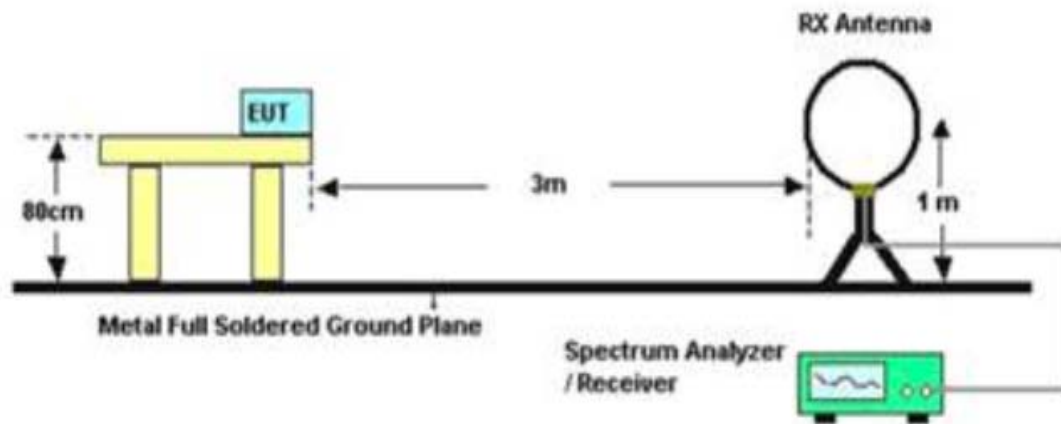 RX Antenna
EUT
80cm
3m
1 m
Metal Full Soldered Ground Plane
Spectrum Analyzer
/ Receiver